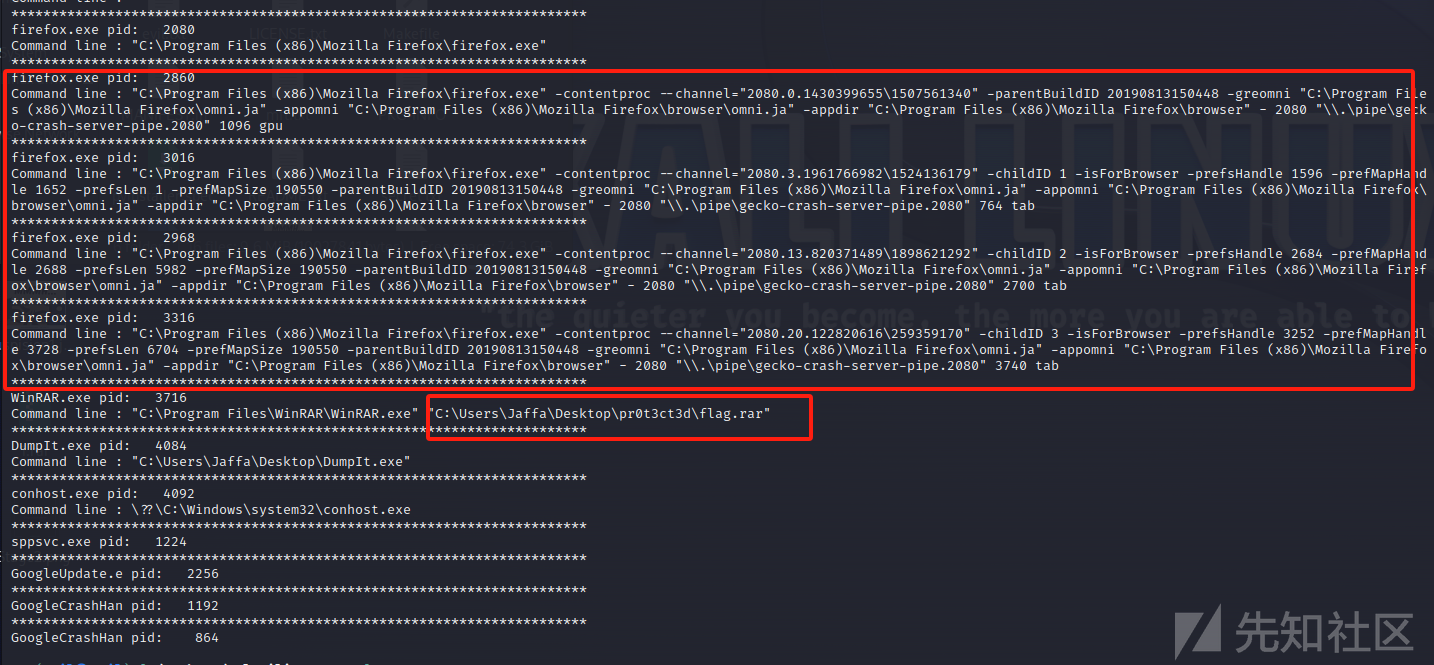 ***********************************************************************
firefox.exe pid:   2080
Command line : "C:\Program Files (x86)\Mozilla Firefox\firefox.exe"
***********************************************************************
firefox.exe pid:   2860
Command line : "C:\Program Files (x86)\Mozilla Firefox\firefox.exe" -contentproc --channel="2080.0.1430399655\1507561340" -parentBuildID 20190813150448 -greomni "C:\Program File
s (x86)\Mozilla Firefox\omni.ja" -appomni "C:\Program Files (x86)\Mozilla Firefox\browser\omni.ja" -appdir "C:\Program Files (x86)\Mozilla Firefox\browser" - 2080 "\\.\pipe\geck
o-crash-server-pipe.2080" 1096 gpu
***********************************************************************
firefox.exe pid:   3016
Command line : "C:\Program Files (x86)\Mozilla Firefox\firefox.exe" -contentproc --channel="2080.3.1961766982\1524136179" -childID 1 -isForBrowser -prefsHandle 1596 -prefMapHand
le 1652 -prefsLen 1 -prefMapSize 190550 -parentBuildID 20190813150448 -greomni "C:\Program Files (x86)\Mozilla Firefox\omni.ja" -appomni "C:\Program Files (x86)\Mozilla Firefox\
browser\omni.ja" -appdir "C:\Program Files (x86)\Mozilla Firefox\browser" - 2080 "\\.\pipe\gecko-crash-server-pipe.2080" 764 tab
***********************************************************************
firefox.exe pid:   2968
Command line : "C:\Program Files (x86)\Mozilla Firefox\firefox.exe" -contentproc --channel="2080.13.820371489\1898621292" -childID 2 -isForBrowser -prefsHandle 2684 -prefMapHand
le 2688 -prefsLen 5982 -prefMapSize 190550 -parentBuildID 20190813150448 -greomni "C:\Program Files (x86)\Mozilla Firefox\omni.ja" -appomni "C:\Program Files (x86)\Mozilla Firef
ox\browser\omni.ja" -appdir "C:\Program Files (x86)\Mozilla Firefox\browser" - 2080 "\\.\pipe\gecko-crash-server-pipe.2080" 2700 tab
***********************************************************************
"the quieter you become, the more you are able to
firefox.exe pid:   3316
Command line : "C:\Program Files (x86)\Mozilla Firefox\firefox.exe" -contentproc --channel="2080.20.122820616\259359170" -childID 3 -isForBrowser -prefsHandle 3252 -prefMapHandl
e 3728 -prefsLen 6704 -prefMapSize 190550 -parentBuildID 20190813150448 -greomni "C:\Program Files (x86)\Mozilla Firefox\omni.ja" -appomni "C:\Program Files (x86)\Mozilla Firefo
x\browser\omni.ja" -appdir "C:\Program Files (x86)\Mozilla Firefox\browser" - 2080 "\\.\pipe\gecko-crash-server-pipe.2080" 3740 tab
***********************************************************************
WinRAR.exe pid:   3716
Command line : "C:\Program Files\WinRAR\WinRAR.exe" "C:\Users\Jaffa\Desktop\pr0t3ct3d\flag.rar"
***********************************************************************
DumpIt.exe pid:   4084
Command line : "C:\Users\Jaffa\Desktop\DumpIt.exe"
***********************************************************************
conhost.exe pid:   4092
Command line : \??\C:\Windows\system32\conhost.exe
***********************************************************************
sppsvc.exe pid:   1224
***********************************************************************
GoogleUpdate.e pid:   2256
***********************************************************************
GoogleCrashHan pid:   1192
***********************************************************************
GoogleCrashHan pid:    864
先知社区